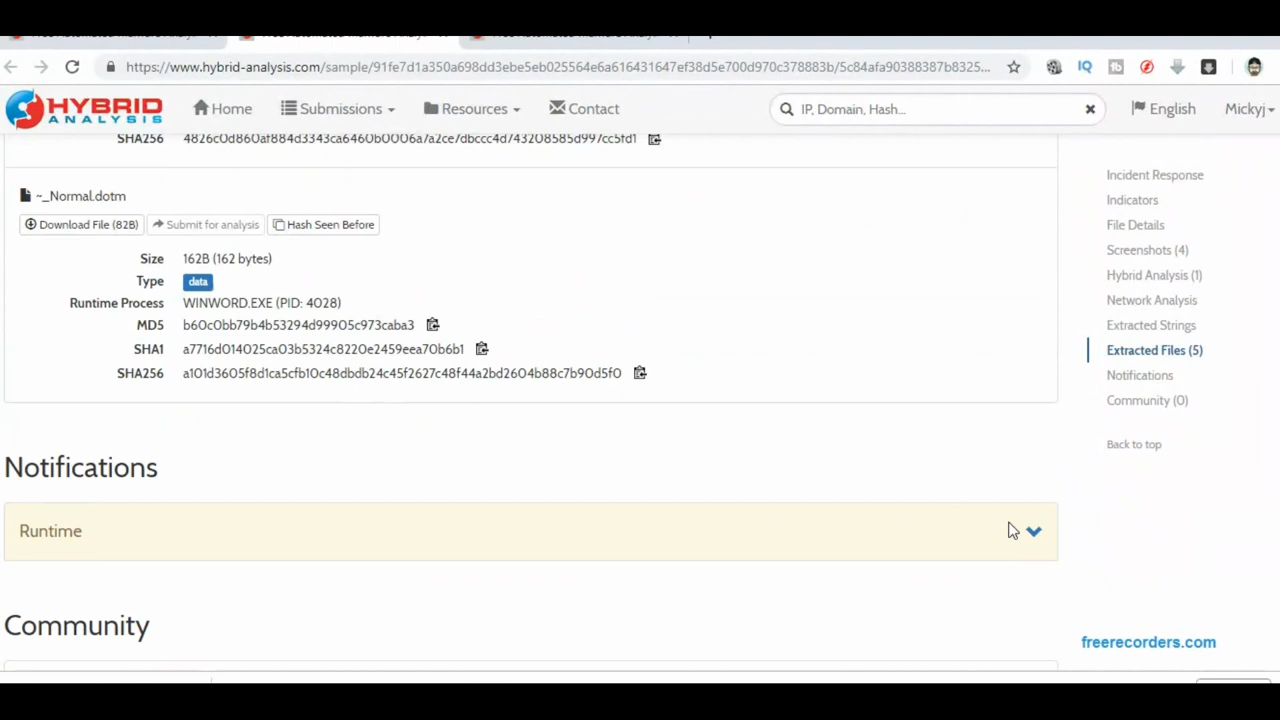 https://www.hybrid-analysis.com/sample/91fe7d1a350a698dd3ebe5eb025564e6a616431647ef38d5e700d970c378883b/5c84afa90388387b8325...
IQ
HYBRID
ANALYSIS
Home
Submissions
Resources
Contact
IP, Domain, Hash...
English
Mickyj
SHA256 4826c0d860af884d3343ca6460b0006a7a2ce7dbccc4d743208585d997cc5fd1
~_Normal.dotm
Download File (82B) Submit for analysis Hash Seen Before
Size 162B (162 bytes)
Type data
Runtime Process WINWORD.EXE (PID: 4028)
MD5 b60c0bb79b4b53294d99905c973caba3
SHA1 a7716d014025ca03b5324c8220e2459eea70b6b1
SHA256 a101d3605f8d1ca5cfb10c48dbdb24c45f2627c48f44a2bd2604b88c7b90d5f0
Notifications
Runtime
Community
Incident Response
Indicators
File Details
Screenshots (4)
Hybrid Analysis (1)
Network Analysis
Extracted Strings
Extracted Files (5)
Notifications
Community (0)
Back to top
freerecorders.com